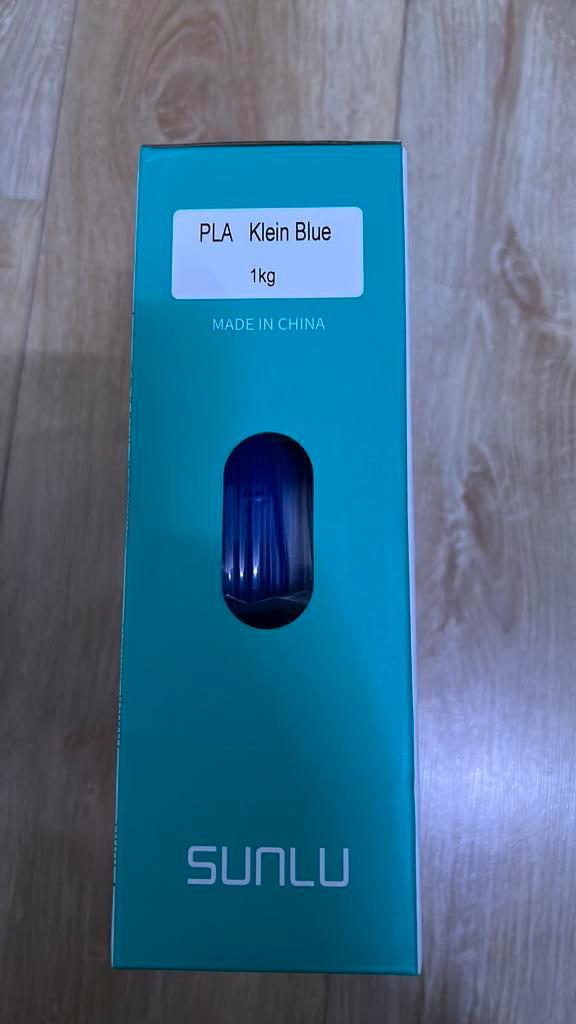 PLA Klein Blue
1kg
MADE IN CHINA
SUNLU